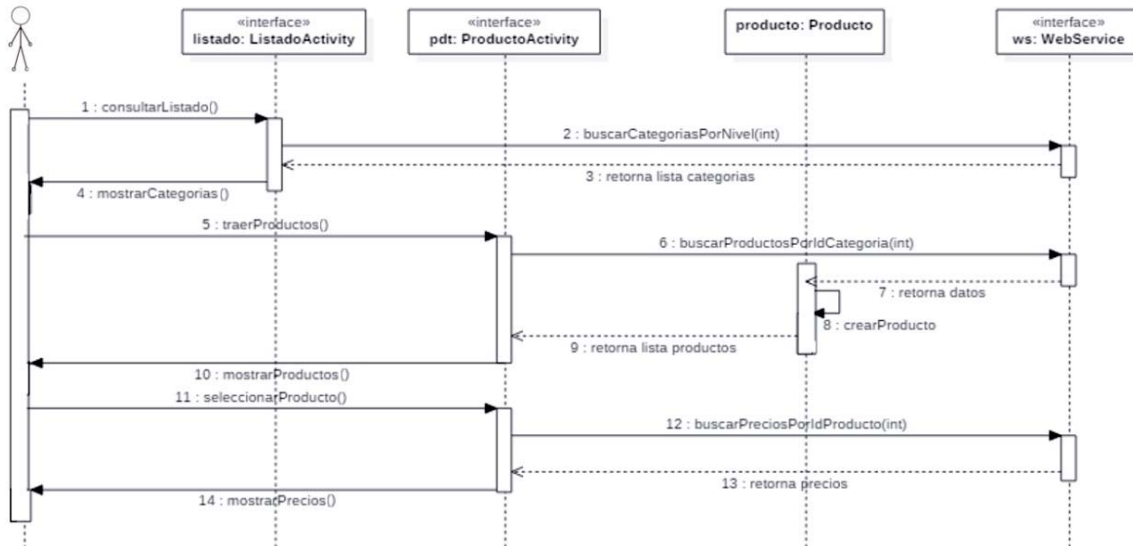 «interface»
listado: ListadoActivity
«interface»
pdt: ProductoActivity
producto: Producto
«interface»
ws: WebService
1 : consultarListado()
2 : buscarCategoriasPorNivel(int)
3 : retorna lista categorias
4 : mostrarCategorias()
5 : traerProductos()
6 : buscarProductosPorIdCategoria(int)
7 : retorna datos
8 : crearProducto
9 : retorna lista productos
10 : mostrarProductos()
11 : seleccionarProducto()
12 : buscarPreciosPorIdProducto(int)
13 : retorna precios
14 : mostrarPrecios()